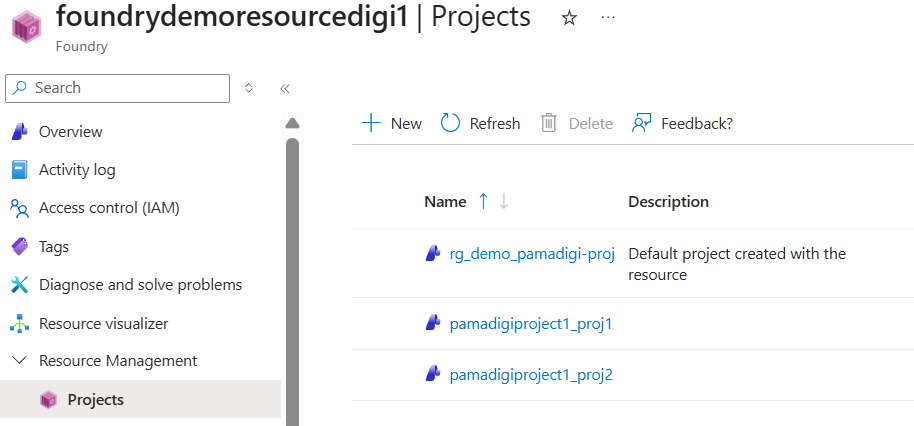 foundrydemoresourcedigi1 | Projects
Foundry
Search
Overview
Activity log
Access control (IAM)
Tags
Diagnose and solve problems
Resource visualizer
Resource Management
Projects
New Refresh Delete Feedback?
Name Description
rg_demo_pamadigi-proj Default project created with the
resource
pamadigiproject1_proj1
pamadigiproject1_proj2